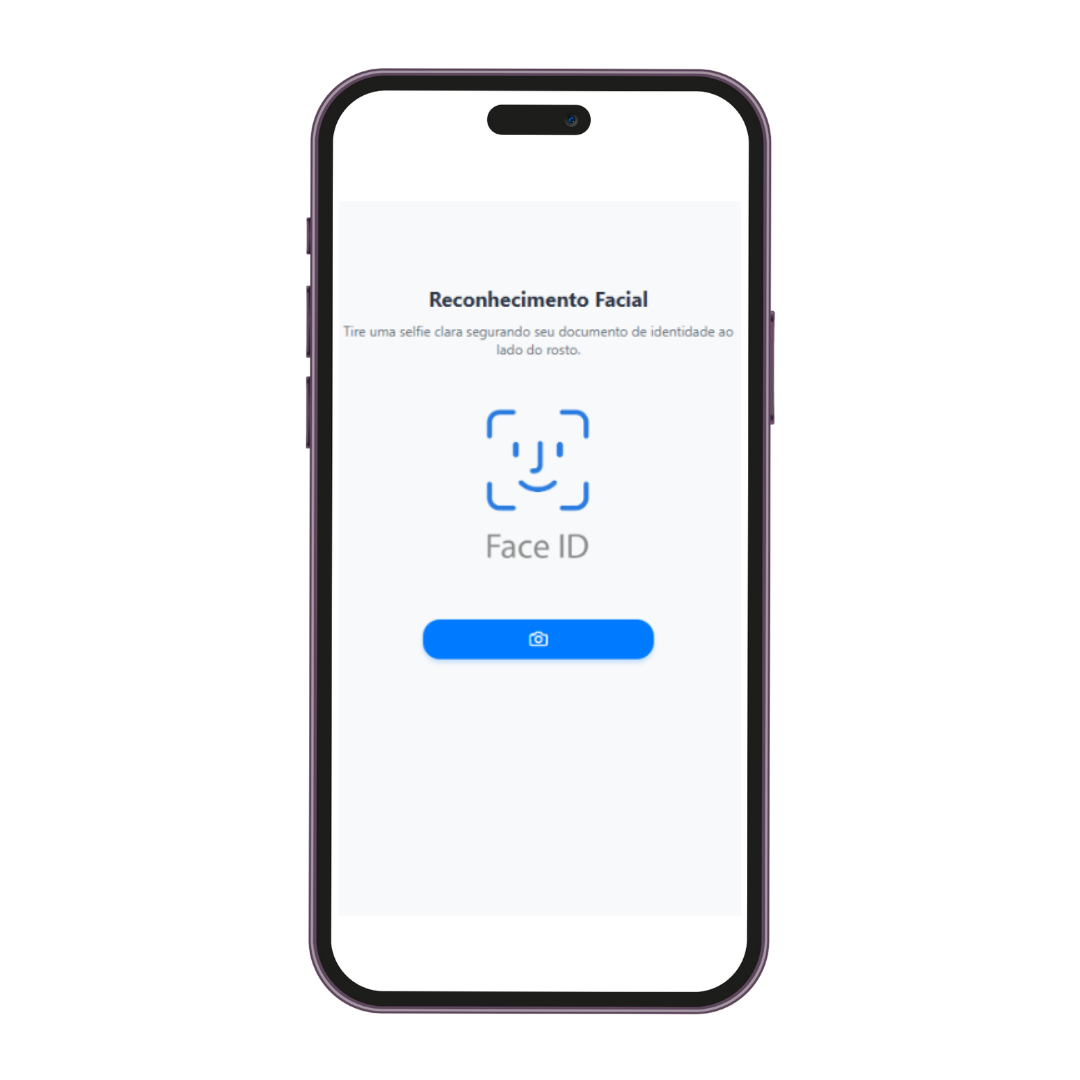 Reconhecimento Facial
Tire uma selfie clara segurando seu documento de identidade ao
lado do rosto.
Face ID